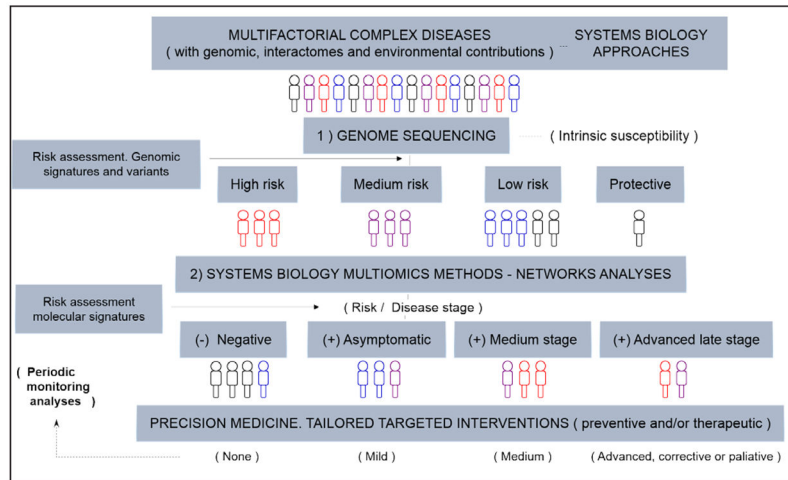 MULTIFACTORIAL COMPLEX DISEASES
( with genomic, interactomes and environmental contributions )
SYSTEMS BIOLOGY
APPROACHES
1 ) GENOME SEQUENCING
( Intrinsic susceptibility )
Risk assessment. Genomic
signatures and variants
High risk
Medium risk
Low risk
Protective
2) SYSTEMS BIOLOGY MULTIOMICS METHODS - NETWORKS ANALYSES
Risk assessment
molecular signatures
( Risk / Disease stage )
(-) Negative
(+) Asymptomatic
(+) Medium stage
(+) Advanced late stage
( Periodic
monitoring
analyses )
PRECISION MEDICINE. TAILORED TARGETED INTERVENTIONS ( preventive and/or therapeutic )
( None )
( Mild )
( Medium )
(Advanced, corrective or paliative)